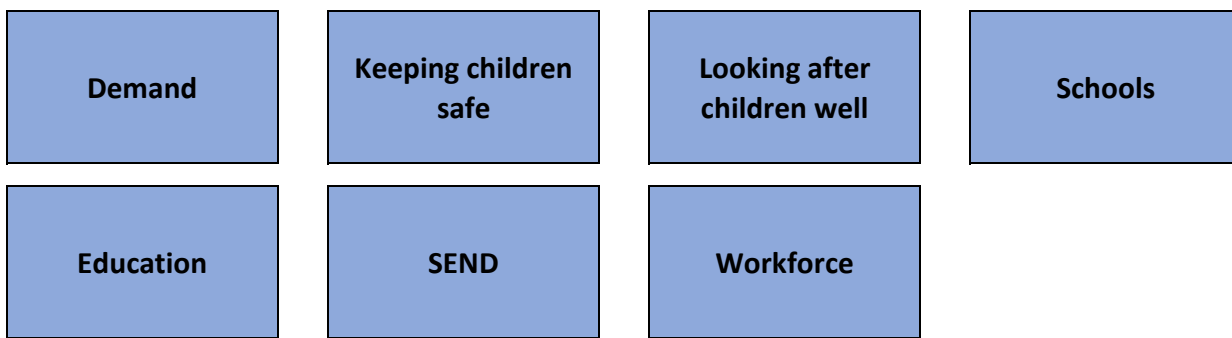 Demand
Keeping children
safe
Looking after
children well
Schools
Education
SEND
Workforce